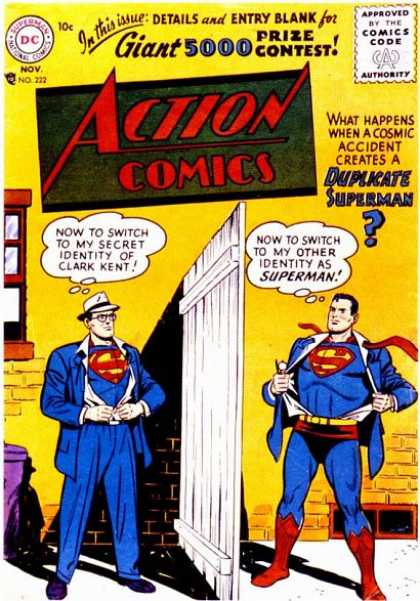 SUPERMAN
DC
NATIONAL COMICS
NOV.
NO. 222
10c
In this issue: DETAILS and ENTRY BLANK for
Giant 5000 PRIZE CONTEST!
APPROVED
BY THE
COMICS
CODE
CA
AUTHORITY
ACTION
COMICS
WHAT HAPPENS
WHEN A COSMIC
ACCIDENT
CREATES A
DUPLICATE
SUPERMAN
?
NOW TO SWITCH
TO MY SECRET
IDENTITY OF
CLARK KENT!
NOW TO SWITCH
TO MY OTHER
IDENTITY AS
SUPERMAN!
S
S